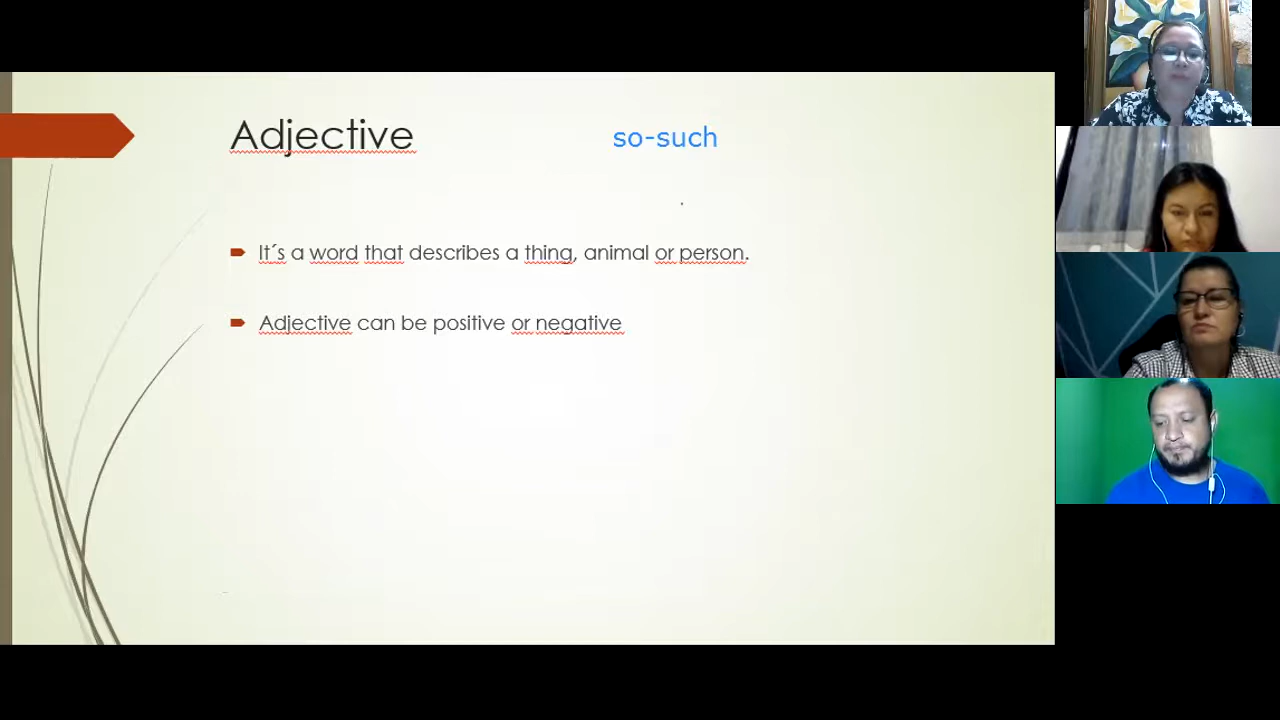 Adjective
so-such
It´s a word that describes a thing, animal or person.
Adjective can be positive or negative